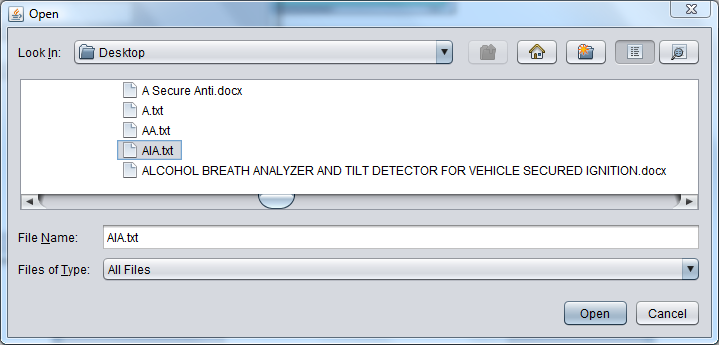 Open
Look In: Desktop
A Secure Anti.docx
A.txt
AA.txt
AIA.txt
ALCOHOL BREATH ANALYZER AND TILT DETECTOR FOR VEHICLE SECURED IGNITION.docx
File Name: AIA.txt
Files of Type: All Files
Open Cancel